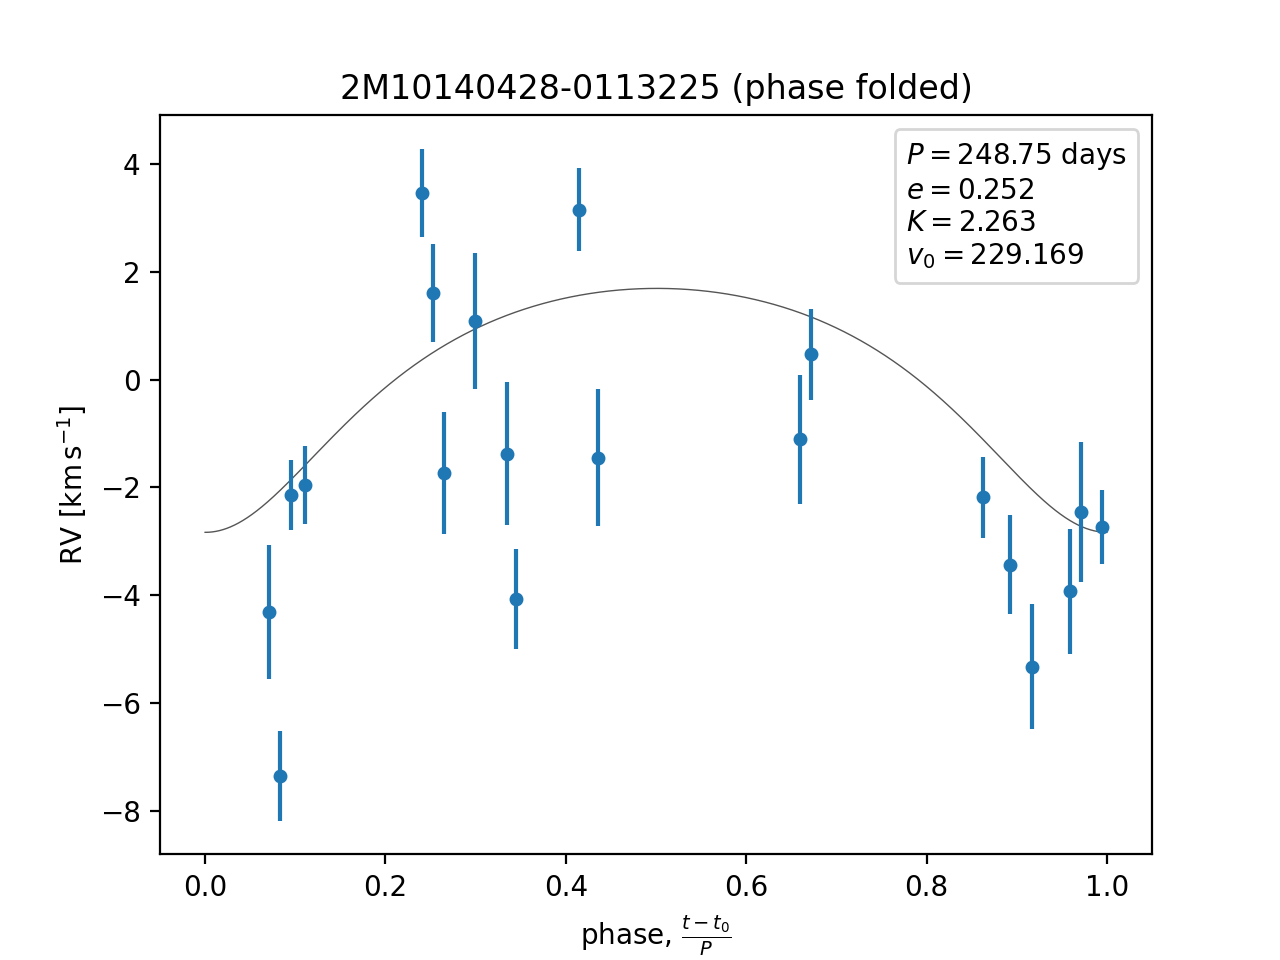 2M10140428-0113225 (phase folded)
P = 248.75 days
e = 0.252
K = 2.263
v₀ = 229.169
4
2
0
−2
−4
−6
−8
RV [km s⁻¹]
0.0 0.2 0.4 0.6 0.8 1.0
phase, (t − t₀)/P